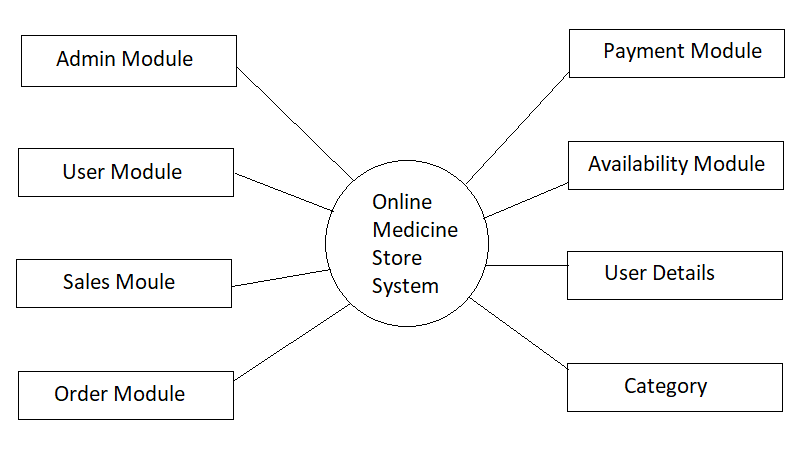 Admin Module
User Module
Sales Moule
Order Module
Online
Medicine
Store
System
Payment Module
Availability Module
User Details
Category